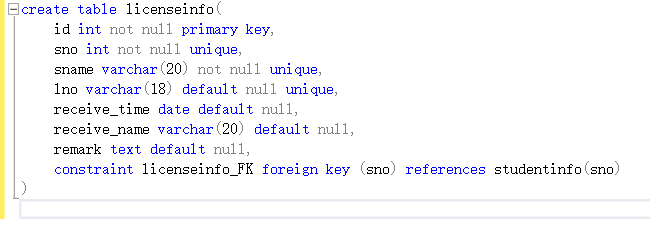 create table licenseinfo(
id int not null primary key,
sno int not null unique,
sname varchar(20) not null unique,
lno varchar(18) default null unique,
receive_time date default null,
receive_name varchar(20) default null,
remark text default null,
constraint licenseinfo_FK foreign key (sno) references studentinfo(sno)
)